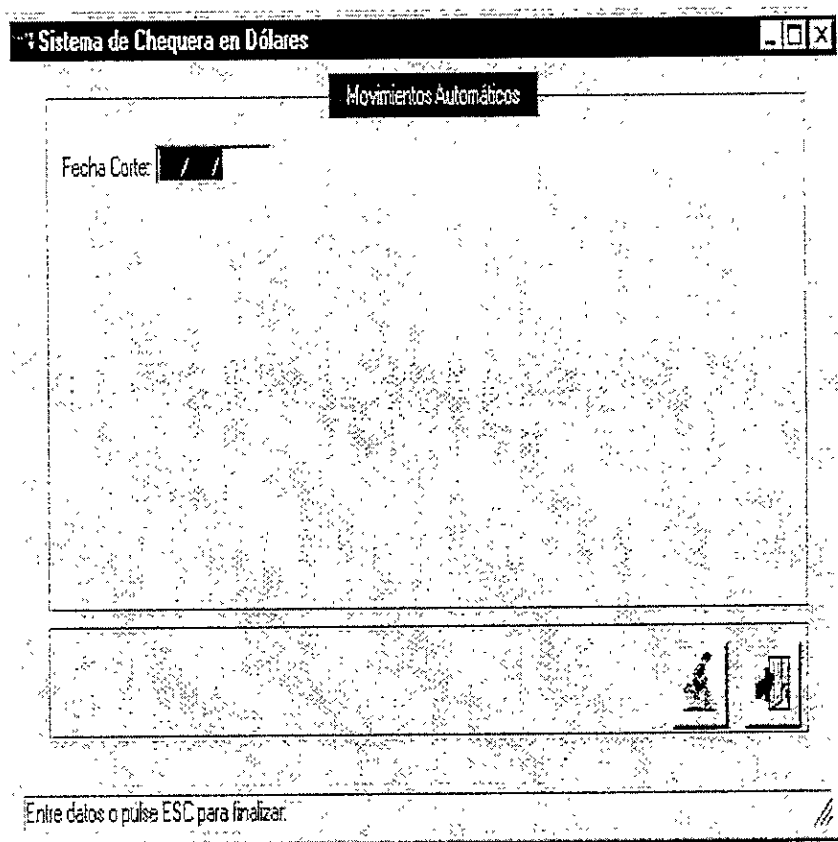 Sistema de Chequera en Dólares
Movimientos Automáticos
Fecha Corte: / /
Entre datos o pulse ESC para finalizar.